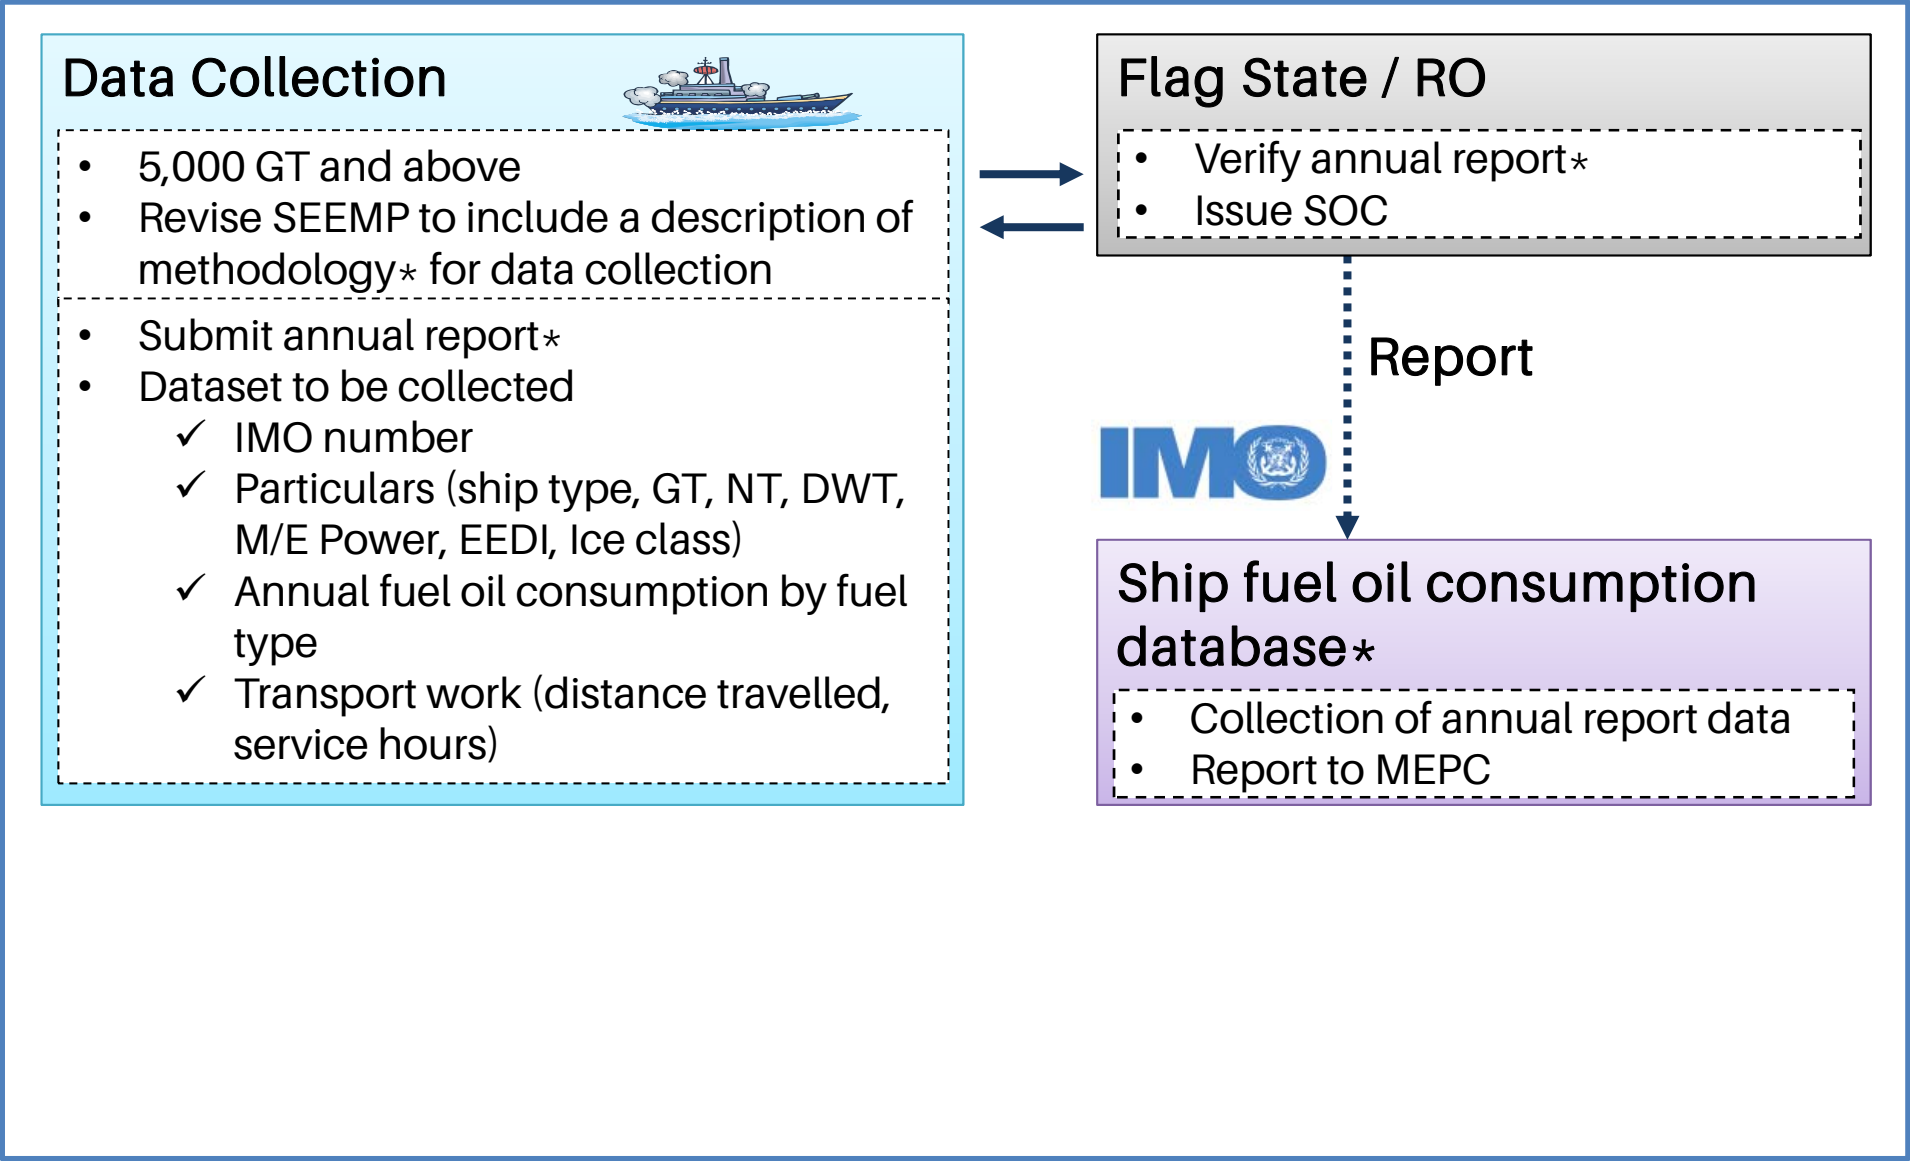 Data Collection
• 5,000 GT and above
• Revise SEEMP to include a description of
methodology* for data collection
• Submit annual report*
• Dataset to be collected
✓ IMO number
✓ Particulars (ship type, GT, NT, DWT,
M/E Power, EEDI, Ice class)
✓ Annual fuel oil consumption by fuel
type
✓ Transport work (distance travelled,
service hours)
Flag State / RO
• Verify annual report*
• Issue SOC
Report
IMO
Ship fuel oil consumption
database*
• Collection of annual report data
• Report to MEPC